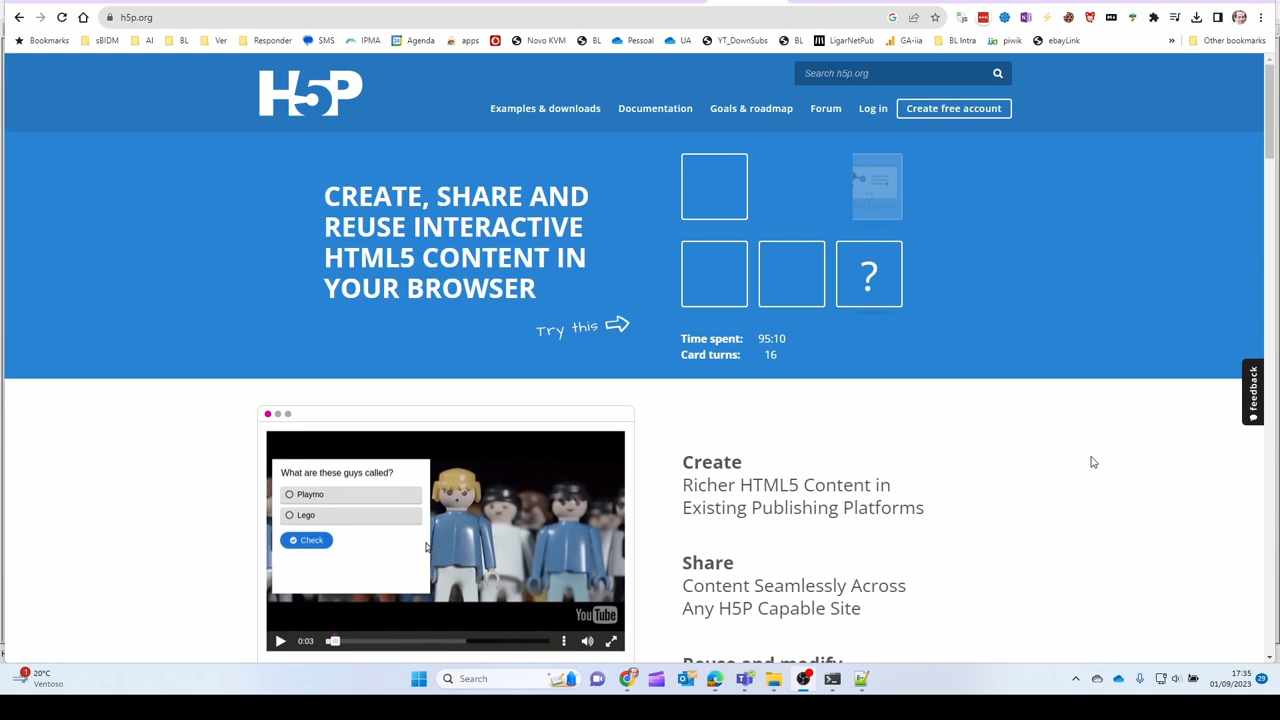 h5p.org
Bookmarks
sBIDM
AI
BL
Ver
Responder
SMS
IPMA
Agenda
apps
Novo KVM
BL
Pessoal
UA
YT_DownSubs
BL
LigarNetPub
GA-iia
BL Intra
piwik
ebayLink
»
Other bookmarks
H5P
Search h5p.org
Examples & downloads
Documentation
Goals & roadmap
Forum
Log in
Create free account
CREATE, SHARE AND
REUSE INTERACTIVE
HTML5 CONTENT IN
YOUR BROWSER
Try this
?
Time spent: 95:10
Card turns: 16
feedback
What are these guys called?
Playmo
Lego
Check
YouTube
0:03
Create
Richer HTML5 Content in
Existing Publishing Platforms
Share
Content Seamlessly Across
Any H5P Capable Site
Reuse and modify
1
20°C
Ventoso
Search
17:35
01/09/2023
29